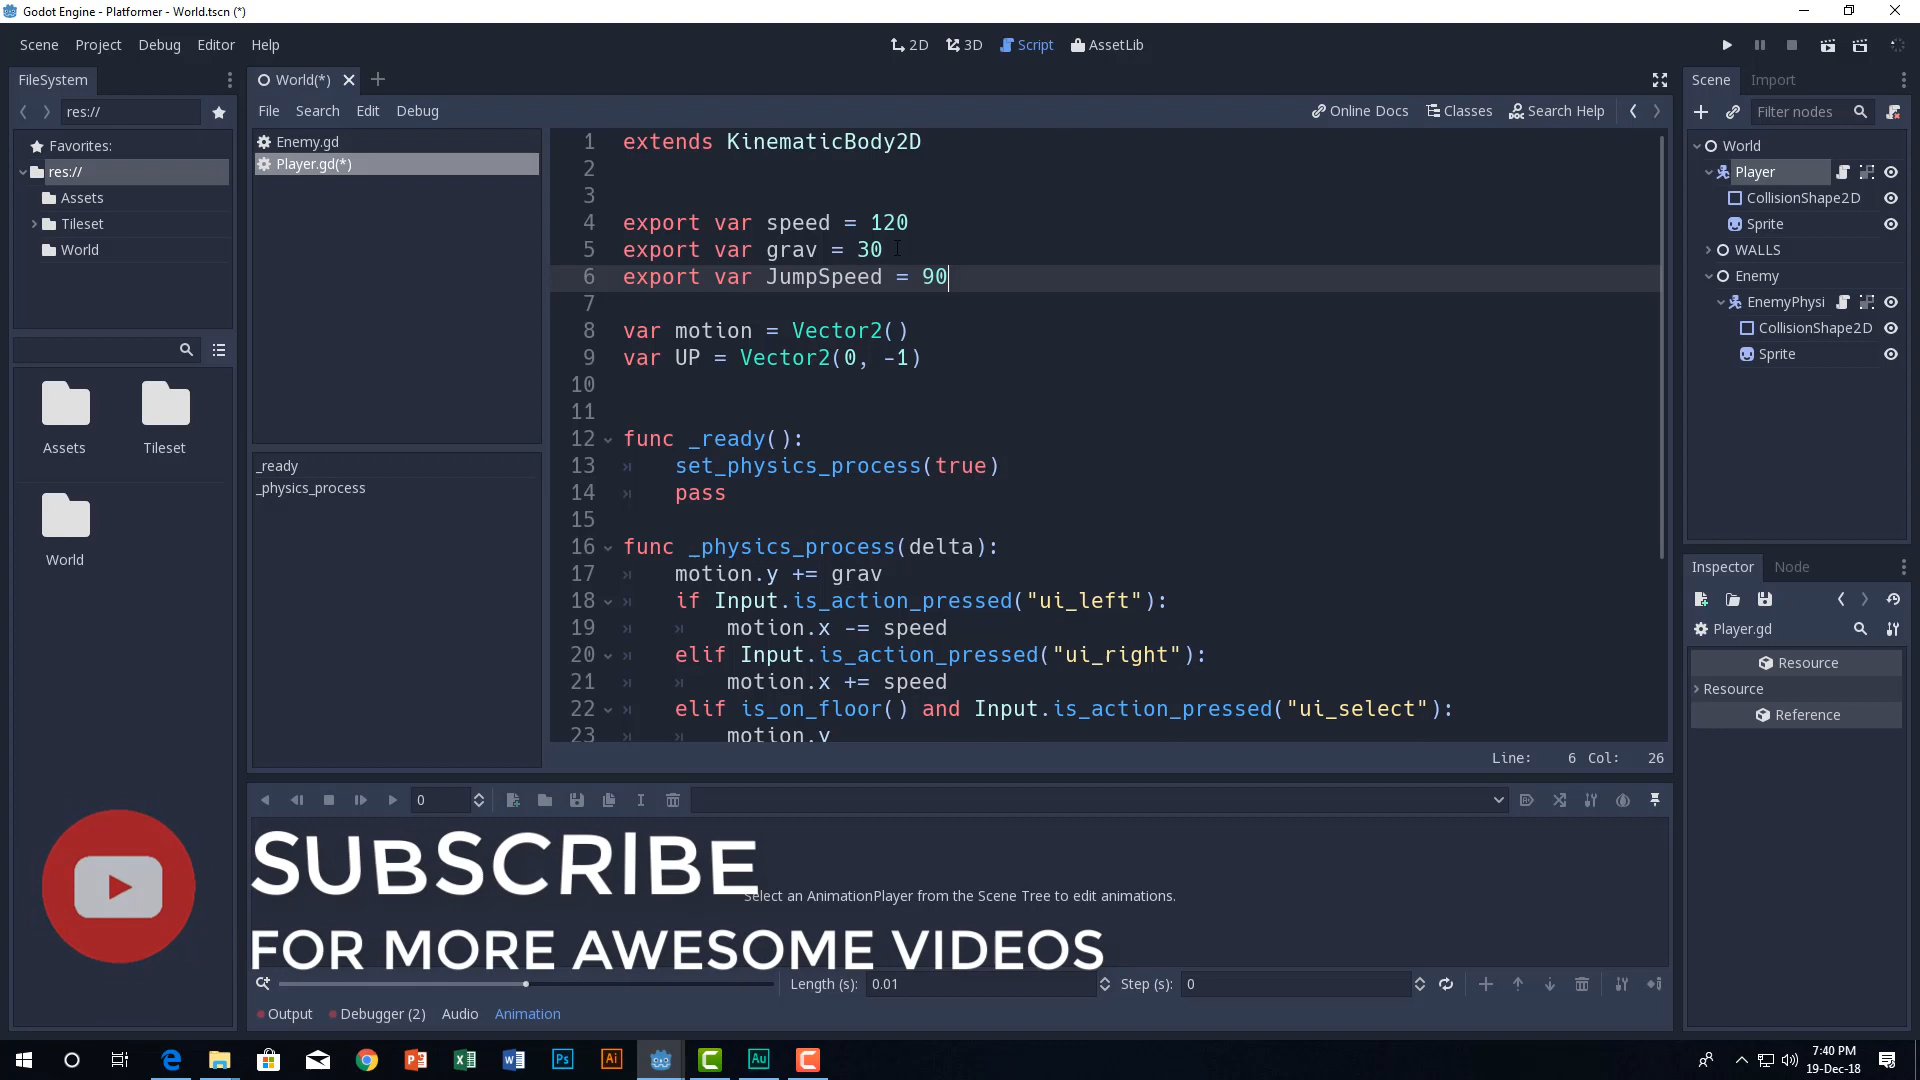 Godot Engine - Platformer - World.tscn (*)
Scene Project Debug Editor Help
2D 3D Script AssetLib
FileSystem
World(*)
Scene Import
res://
File Search Edit Debug
Online Docs Classes Search Help
Filter nodes
Favorites:
res://
Assets
Tileset
World
Assets
Tileset
World
Enemy.gd
Player.gd(*)
_ready
_physics_process
1 extends KinematicBody2D
2
3
4 export var speed = 120
5 export var grav = 30
6 export var JumpSpeed = 90
7
8 var motion = Vector2()
9 var UP = Vector2(0, -1)
10
11
12 func _ready():
13 set_physics_process(true)
14 pass
15
16 func _physics_process(delta):
17 motion.y += grav
18 if Input.is_action_pressed("ui_left"):
19 motion.x -= speed
20 elif Input.is_action_pressed("ui_right"):
21 motion.x += speed
22 elif is_on_floor() and Input.is_action_pressed("ui_select"):
23 motion.y
Line: 6 Col: 26
World
Player
CollisionShape2D
Sprite
WALLS
Enemy
EnemyPhysi
CollisionShape2D
Sprite
Inspector Node
Player.gd
Resource
Resource
Reference
0
SUBSCRIBE
Select an AnimationPlayer from the Scene Tree to edit animations.
FOR MORE AWESOME VIDEOS
Length (s): 0.01 Step (s): 0
Output Debugger (2) Audio Animation
7:40 PM
19-Dec-18